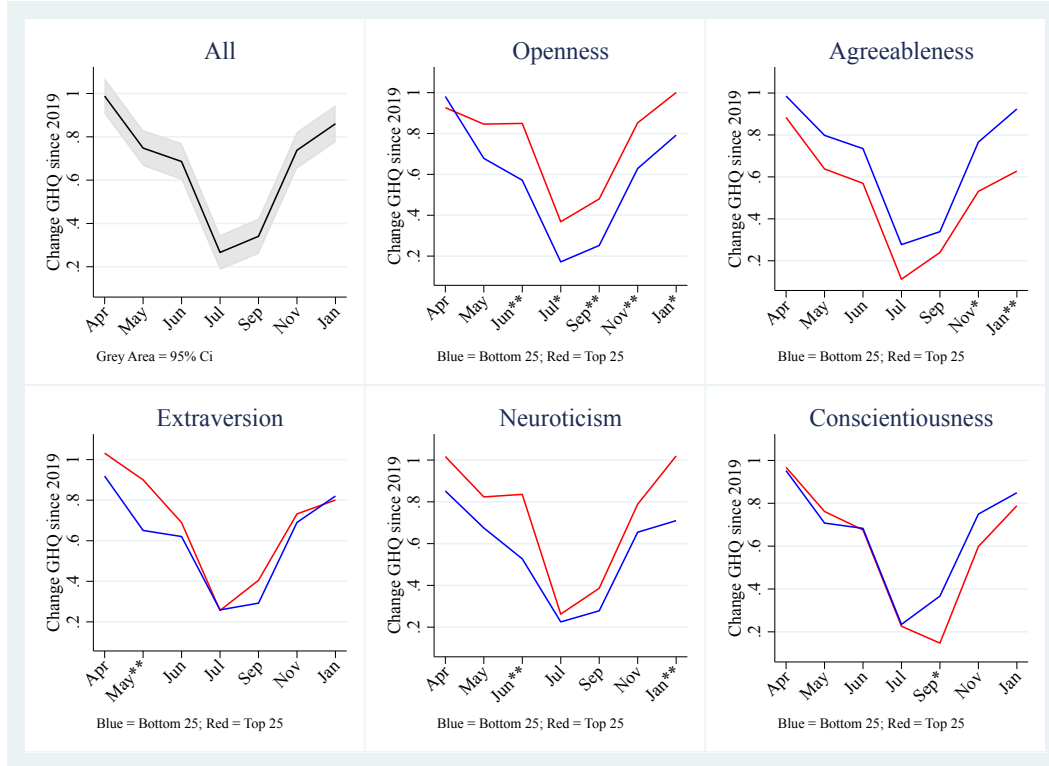 All
Change GHQ since 2019
1
.8
.6
.4
.2
Apr
May
Jun
Jul
Sep
Nov
Jan
Grey Area = 95% Ci
Openness
Change GHQ since 2019
1
.8
.6
.4
.2
Apr
May
Jun**
Jul*
Sep**
Nov**
Jan*
Blue = Bottom 25; Red = Top 25
Agreeableness
Change GHQ since 2019
1
.8
.6
.4
.2
Apr
May
Jun
Jul
Sep
Nov*
Jan**
Blue = Bottom 25; Red = Top 25
Extraversion
Change GHQ since 2019
1
.8
.6
.4
.2
Apr
May**
Jun
Jul
Sep
Nov
Jan
Blue = Bottom 25; Red = Top 25
Neuroticism
Change GHQ since 2019
1
.8
.6
.4
.2
Apr
May
Jun**
Jul
Sep
Nov
Jan**
Blue = Bottom 25; Red = Top 25
Conscientiousness
Change GHQ since 2019
1
.8
.6
.4
.2
Apr
May
Jun
Jul
Sep*
Nov
Jan
Blue = Bottom 25; Red = Top 25